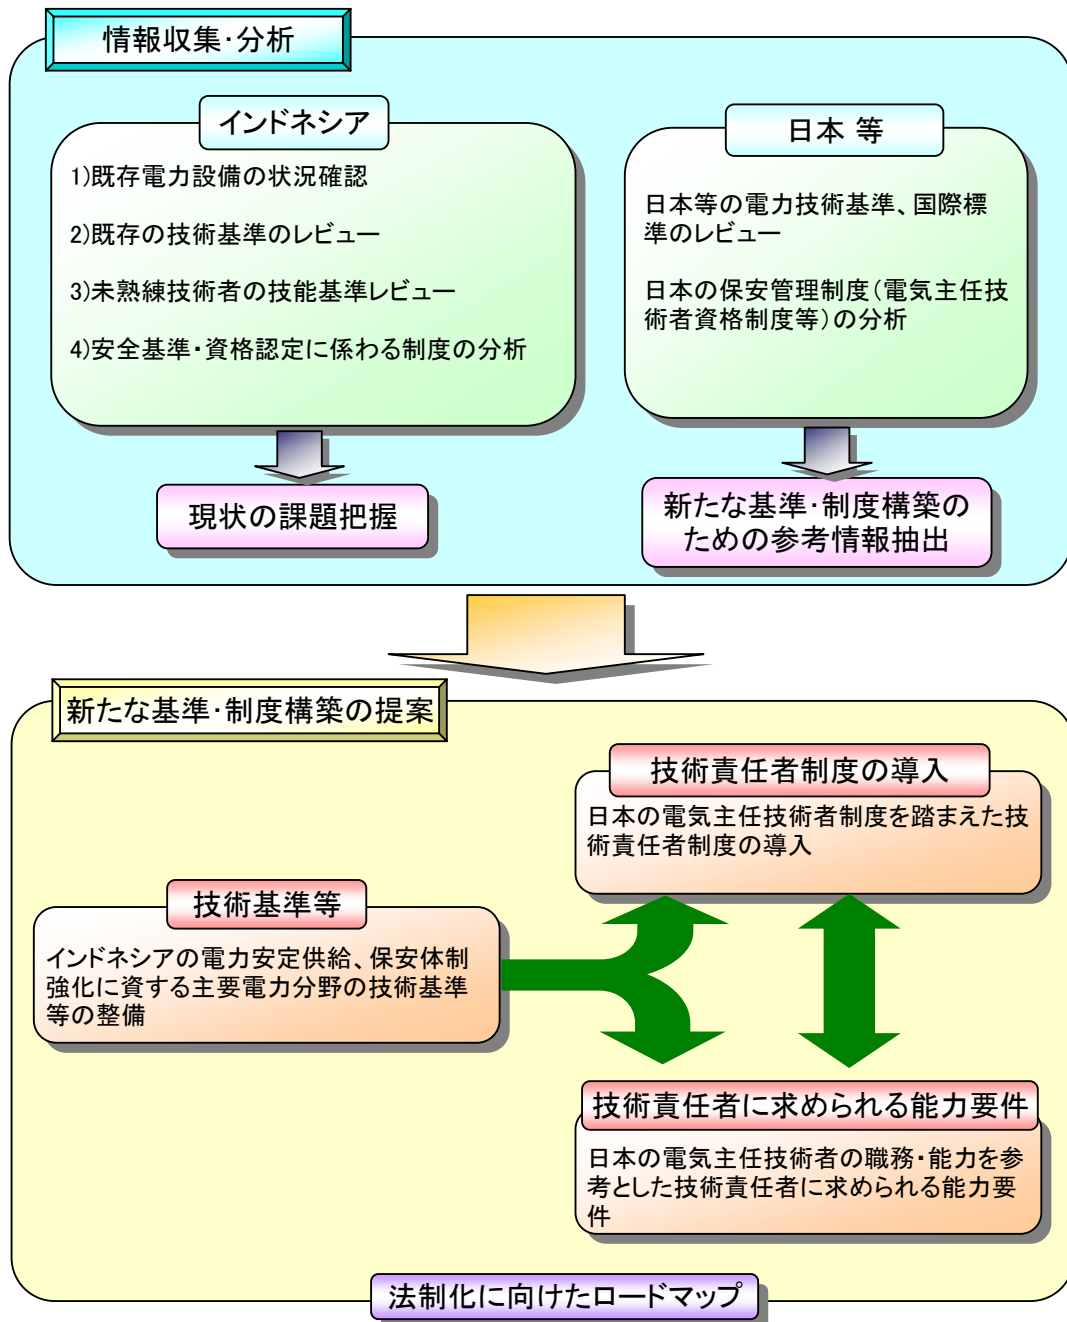 情報収集・分析
インドネシア
1)既存電力設備の状況確認
2)既存の技術基準のレビュー
3)未熟練技術者の技能基準レビュー
4)安全基準・資格認定に係わる制度の分析
現状の課題把握
日本 等
日本等の電力技術基準、国際標
準のレビュー
日本の保安管理制度（電気主任技
術者資格制度等）の分析
新たな基準・制度構築の
ための参考情報抽出
新たな基準・制度構築の提案
技術責任者制度の導入
日本の電気主任技術者制度を踏まえた技
術責任者制度の導入
技術基準等
インドネシアの電力安定供給、保安体制
強化に資する主要電力分野の技術基準
等の整備
技術責任者に求められる能力要件
日本の電気主任技術者の職務・能力を参
考とした技術責任者に求められる能力要
件
法制化に向けたロードマップ